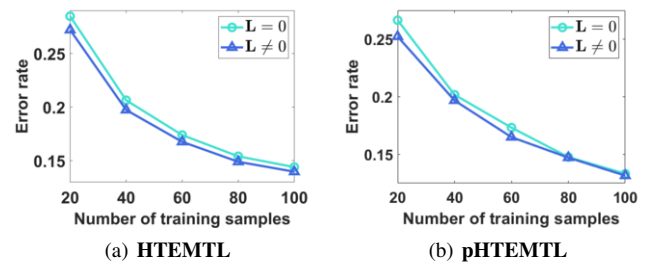 L = 0
L ≠ 0
0.25
0.2
0.15
Error rate
20 40 60 80 100
Number of training samples
(a) HTEMTL
L = 0
L ≠ 0
0.25
0.2
0.15
Error rate
20 40 60 80 100
Number of training samples
(b) pHTEMTL